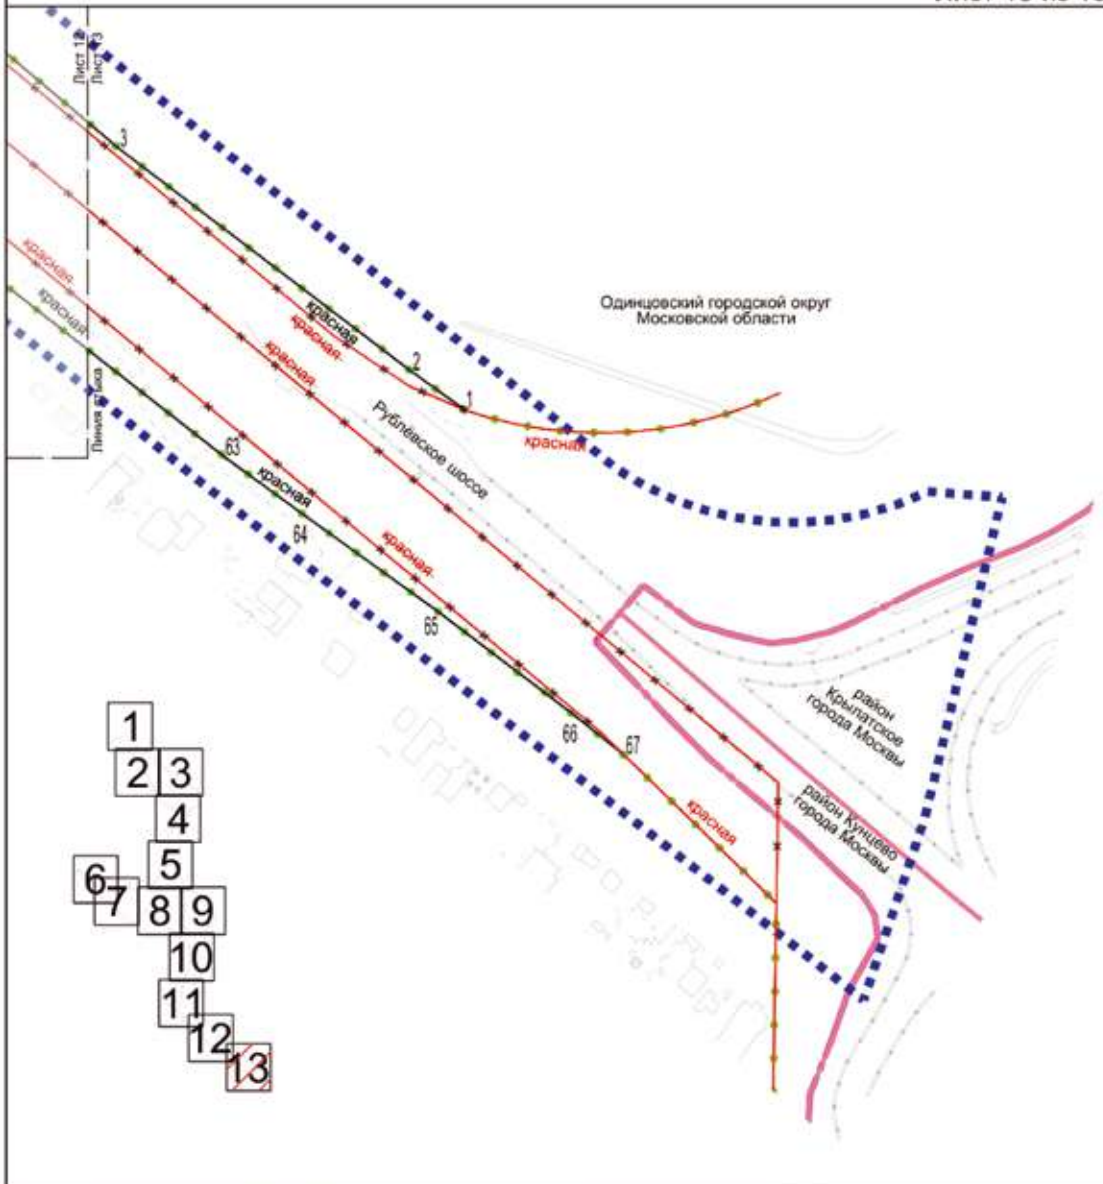 Лист 12
Лист 13
3
красная
красная
Линия стыка
красная
красная-
красная
2
1
Одинцовский городской округ
Московской области
красная
Рублёвское шоссе
63
красная
64
красная-
65
66
67
красная
район
Крылатское
города Москвы
район Кунцево
города Москвы
1
2
3
4
5
6
7
8
9
10
11
12
13